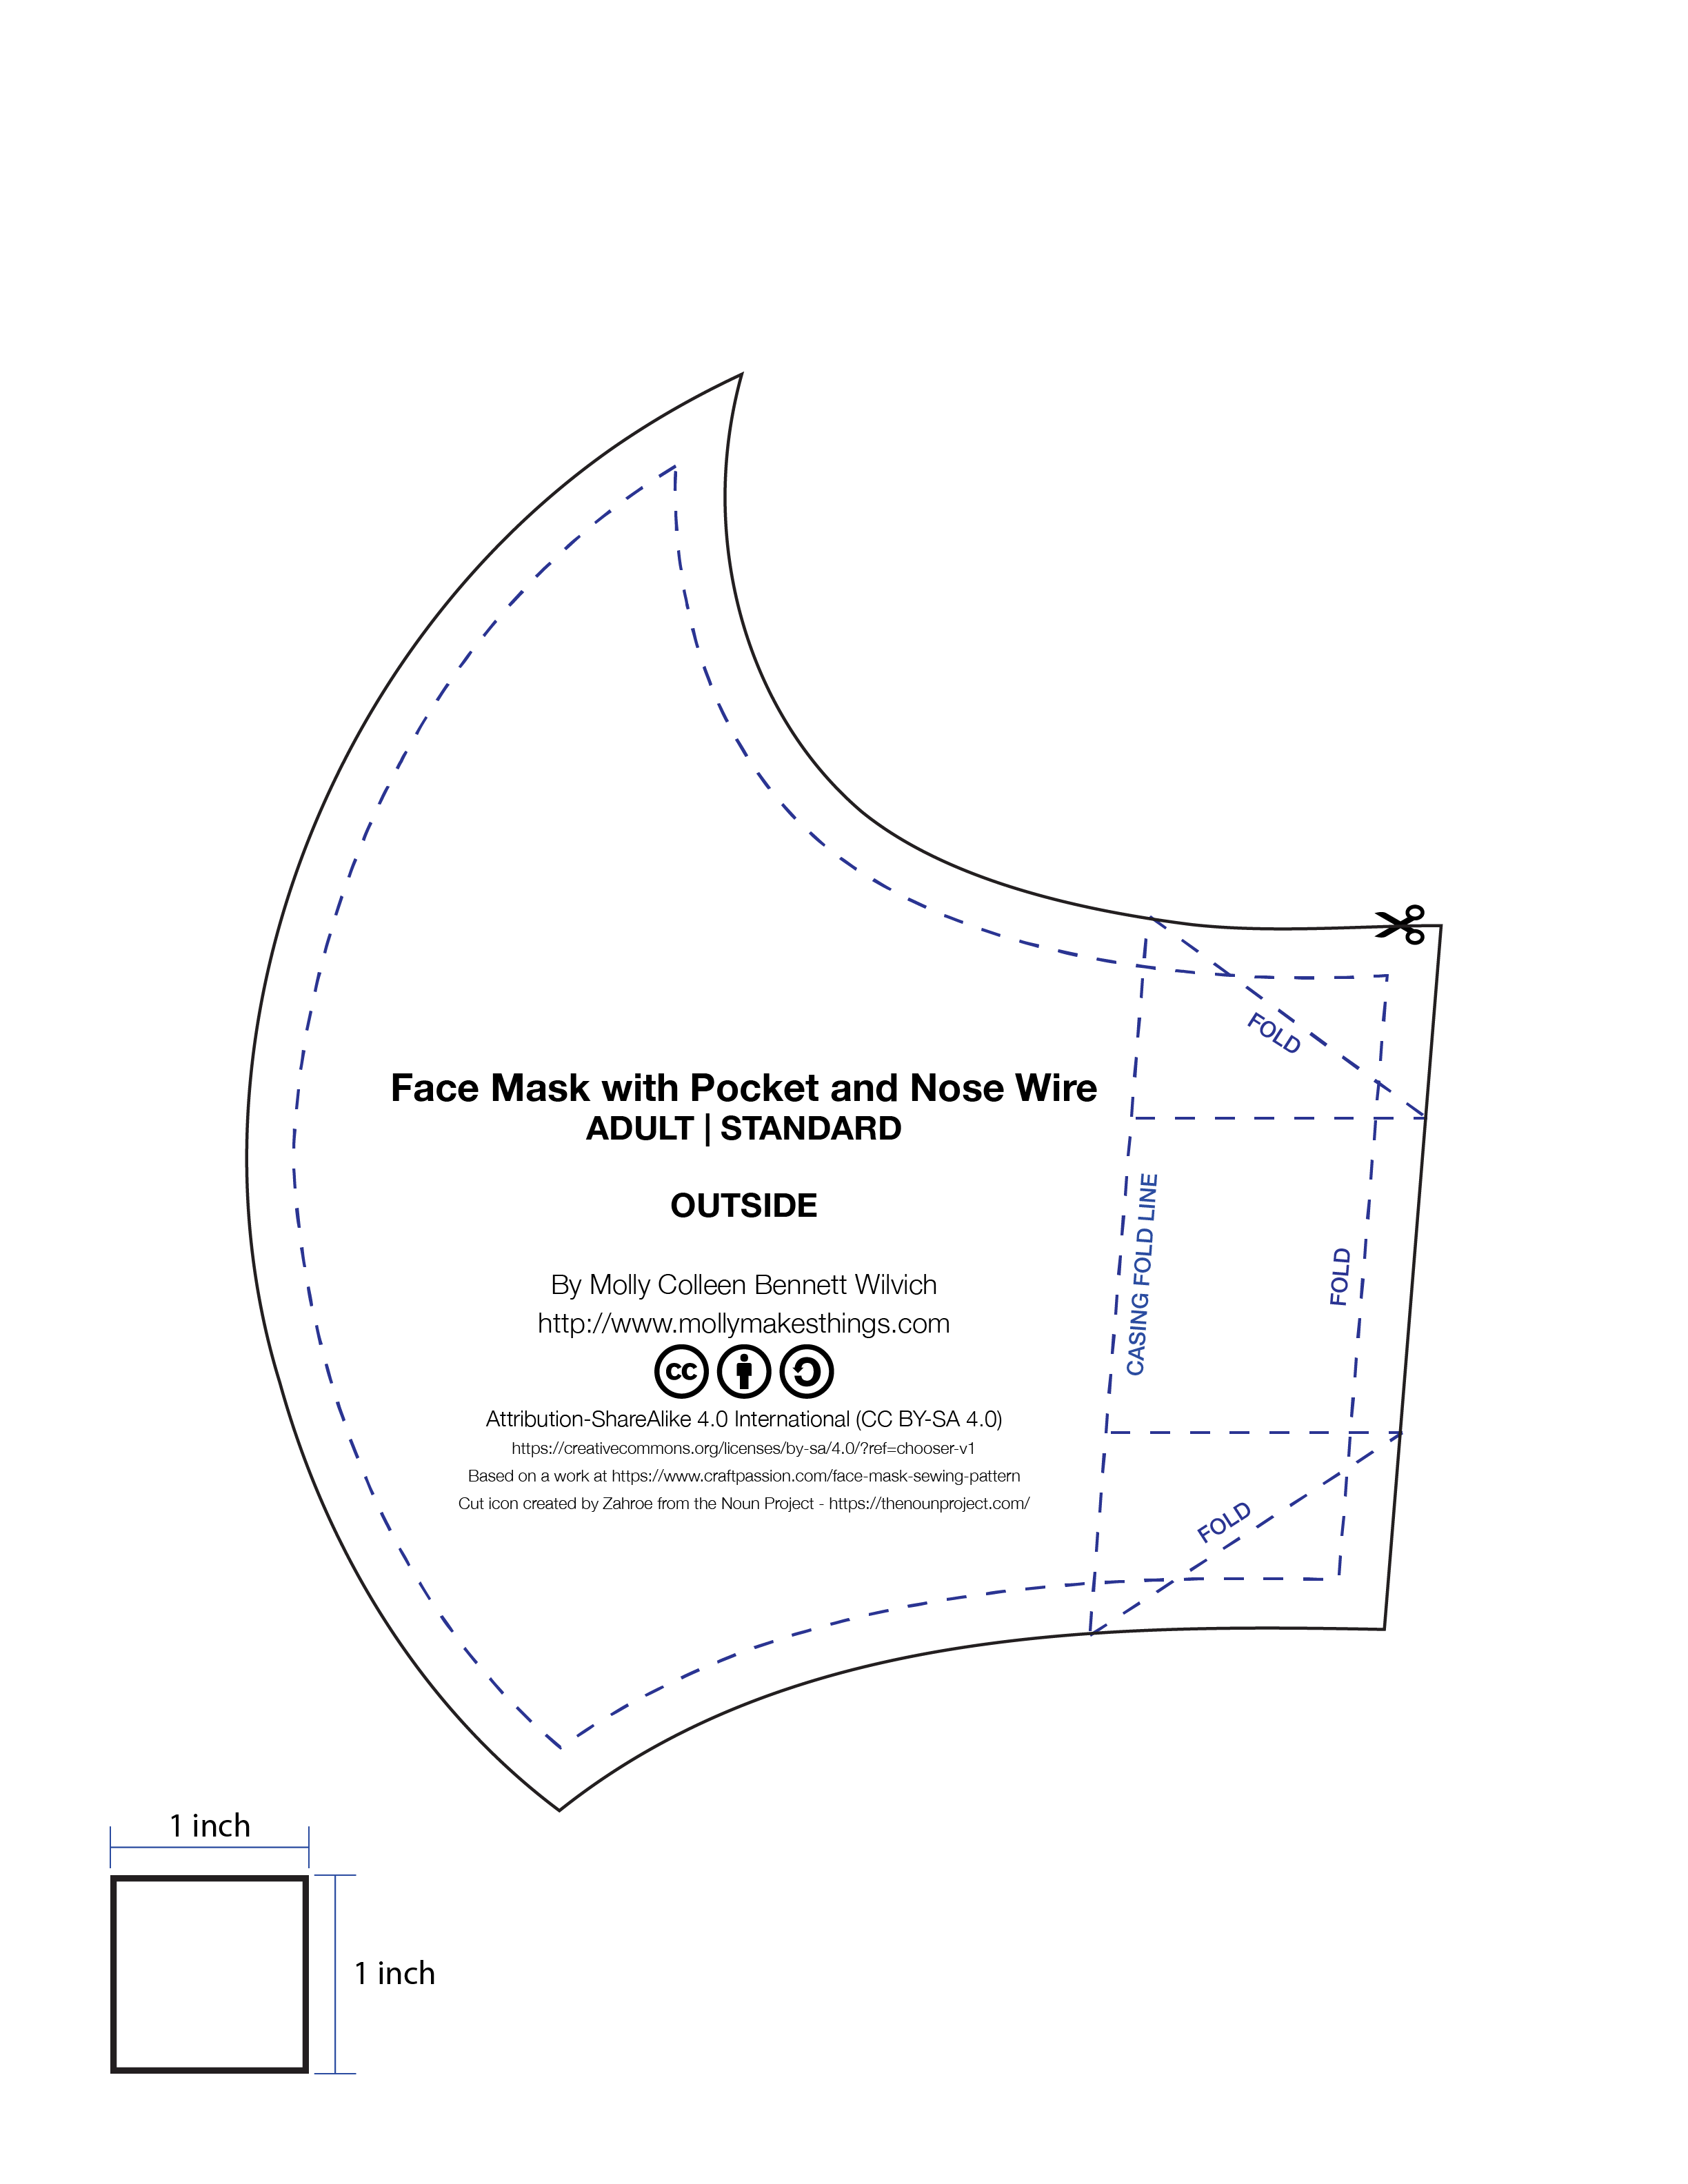 FOLD
Face Mask with Pocket and Nose Wire
ADULT | STANDARD
OUTSIDE
CASING FOLD LINE
FOLD
By Molly Colleen Bennett Wilvich
http://www.mollymakesthings.com
cc
Attribution-ShareAlike 4.0 International (CC BY-SA 4.0)
https://creativecommons.org/licenses/by-sa/4.0/?ref=chooser-v1
Based on a work at https://www.craftpassion.com/face-mask-sewing-pattern
Cut icon created by Zahroe from the Noun Project - https://thenounproject.com/
FOLD
1 inch
1 inch